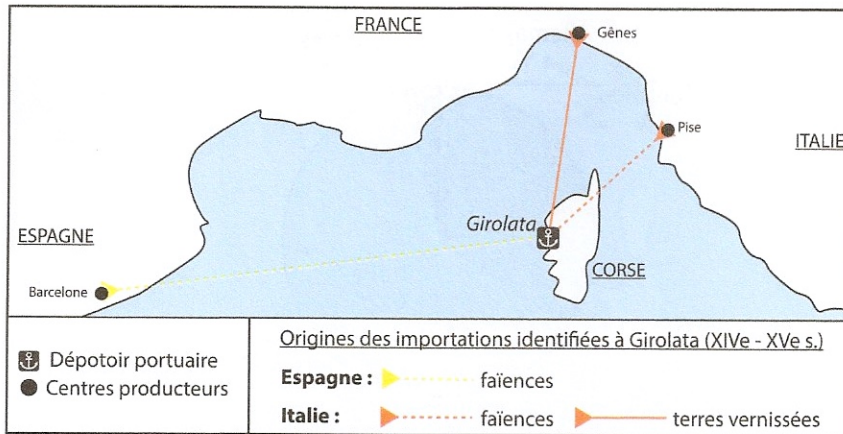 FRANCE
Gênes
Pise
ITALIE
Girolata
ESPAGNE
CORSE
Barcelone
Dépotoir portuaire
Centres producteurs
Origines des importations identifiées à Girolata (XIVe - XVe s.)
Espagne : faïences
Italie : faïences terres vernissées